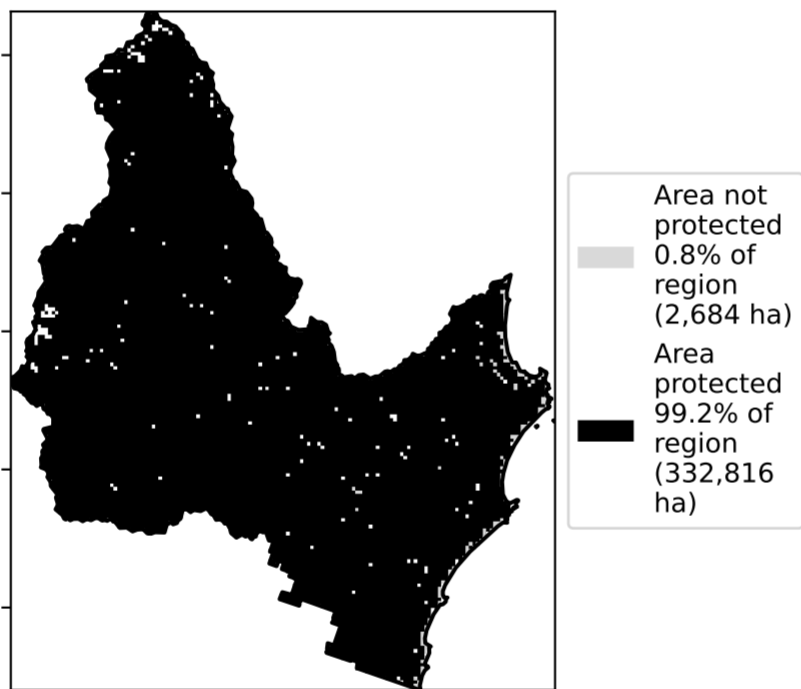 Area not
protected
0.8% of
region
(2,684 ha)
Area
protected
99.2% of
region
(332,816
ha)